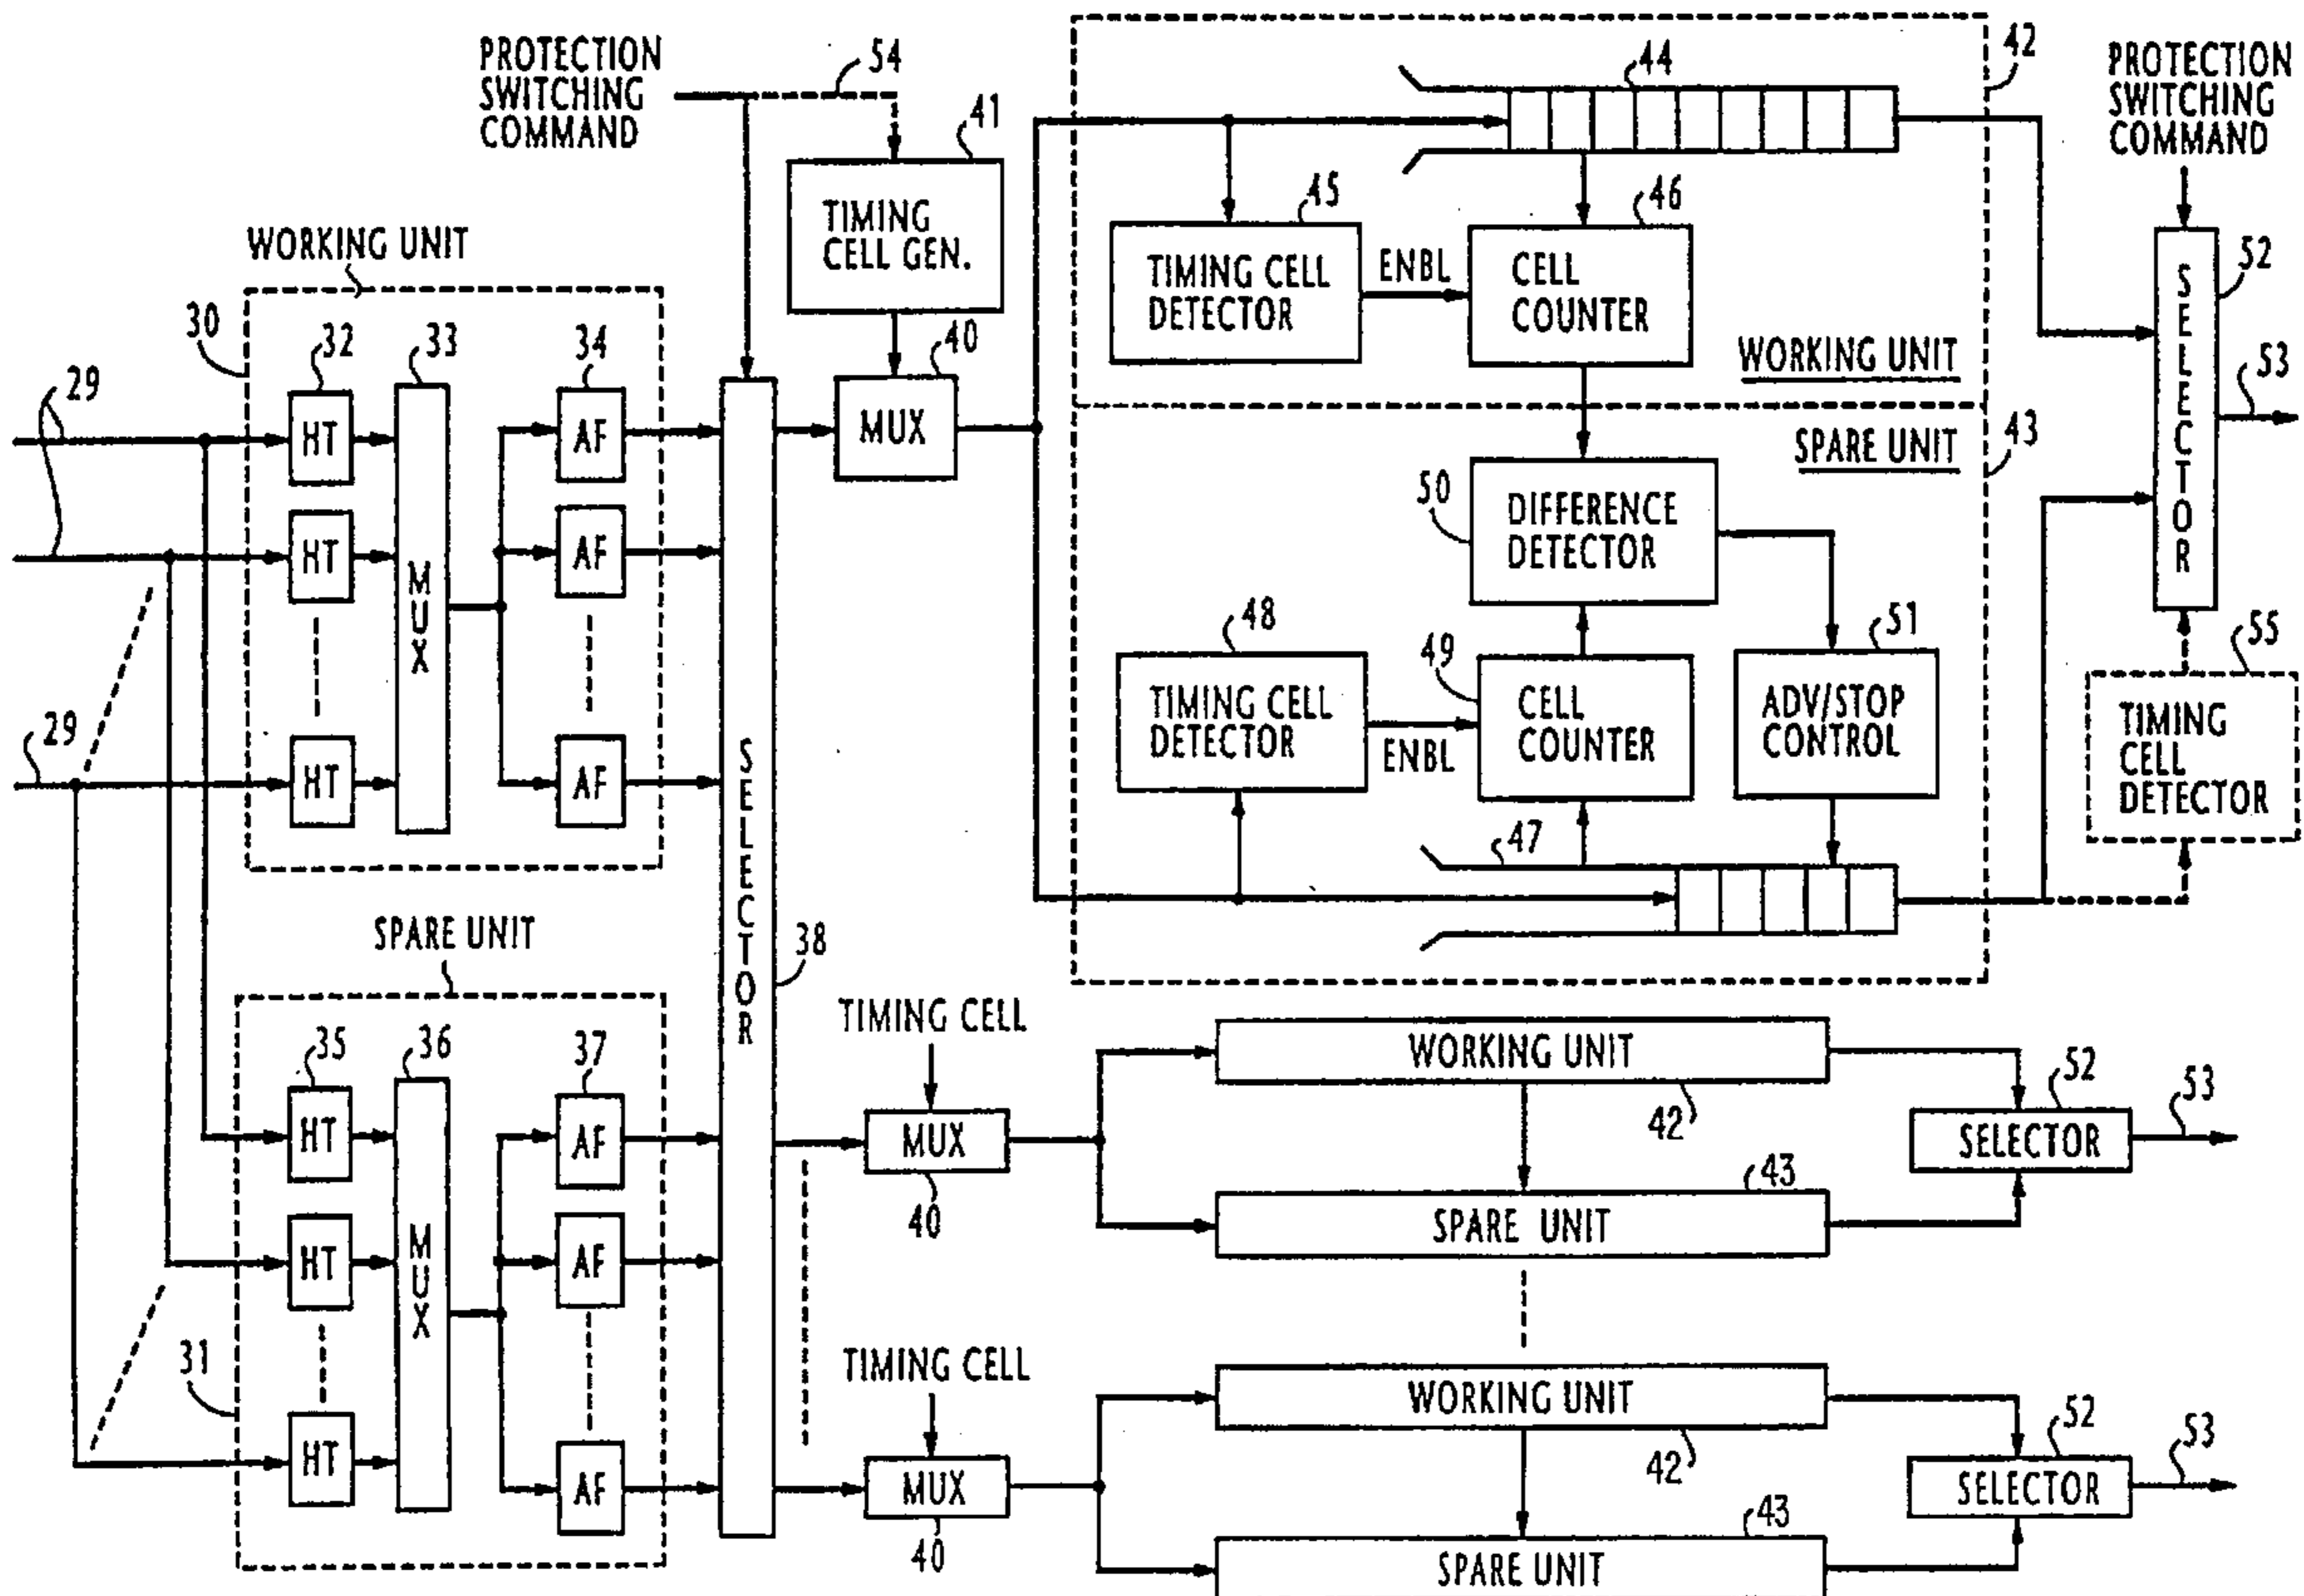 PROTECTION
SWITCHING
COMMAND
54
41
TIMING
CELL GEN.
40
MUX
WORKING UNIT
30
29
29
32
33
34
HT
HT
HT
MUX
AF
AF
AF
SPARE UNIT
31
35
36
37
HT
HT
HT
MUX
AF
AF
AF
SELECTOR
38
42
44
45
TIMING CELL
DETECTOR
ENBL
46
CELL
COUNTER
WORKING UNIT
SPARE UNIT
43
50
DIFFERENCE
DETECTOR
48
TIMING CELL
DETECTOR
ENBL
49
CELL
COUNTER
51
ADV/STOP
CONTROL
47
PROTECTION
SWITCHING
COMMAND
SELECTOR
52
53
55
TIMING
CELL
DETECTOR
TIMING CELL
MUX
40
WORKING UNIT
42
43
SPARE UNIT
52
SELECTOR
53
TIMING CELL
MUX
40
WORKING UNIT
42
43
SPARE UNIT
52
SELECTOR
53